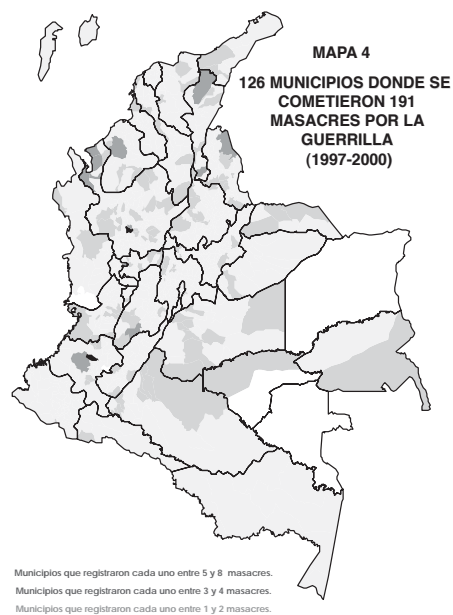 MAPA 4
126 MUNICIPIOS DONDE SE
COMETIERON 191
MASACRES POR LA
GUERRILLA
(1997-2000)
Municipios que registraron cada uno entre 5 y 8 masacres.
Municipios que registraron cada uno entre 3 y 4 masacres.
Municipios que registraron cada uno entre 1 y 2 masacres.